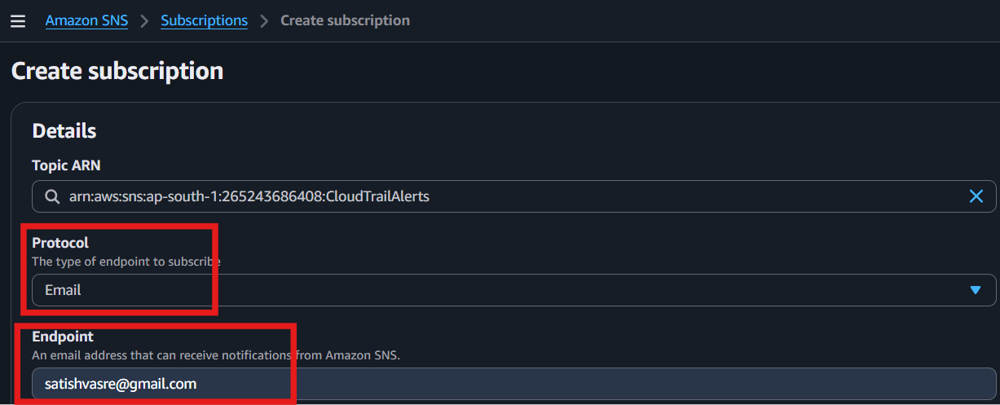 Amazon SNS > Subscriptions > Create subscription
Create subscription
Details
Topic ARN
arn:aws:sns:ap-south-1:265243686408:CloudTrailAlerts
Protocol
The type of endpoint to subscribe
Email
Endpoint
An email address that can receive notifications from Amazon SNS.
satishvasre@gmail.com